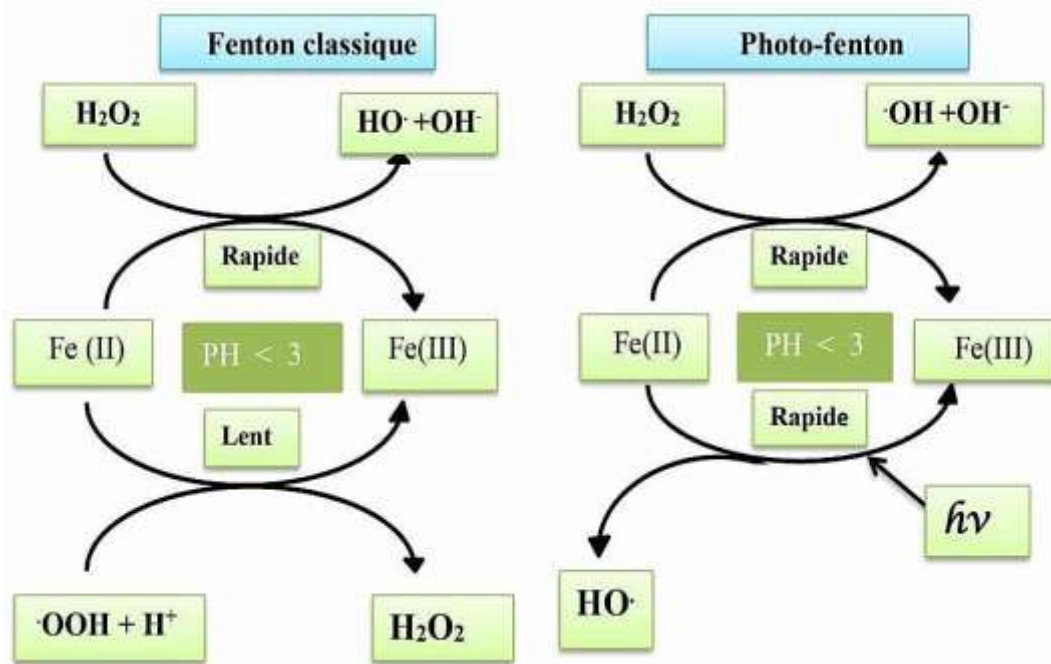 Fenton classique
H₂O₂
HO· +OH-
Rapide
Fe (II)
PH < 3
Fe(III)
Lent
·OOH + H⁺
H₂O₂
Photo-fenton
H₂O₂
·OH +OH-
Rapide
Fe(II)
PH < 3
Fe(III)
Rapide
hν
HO·